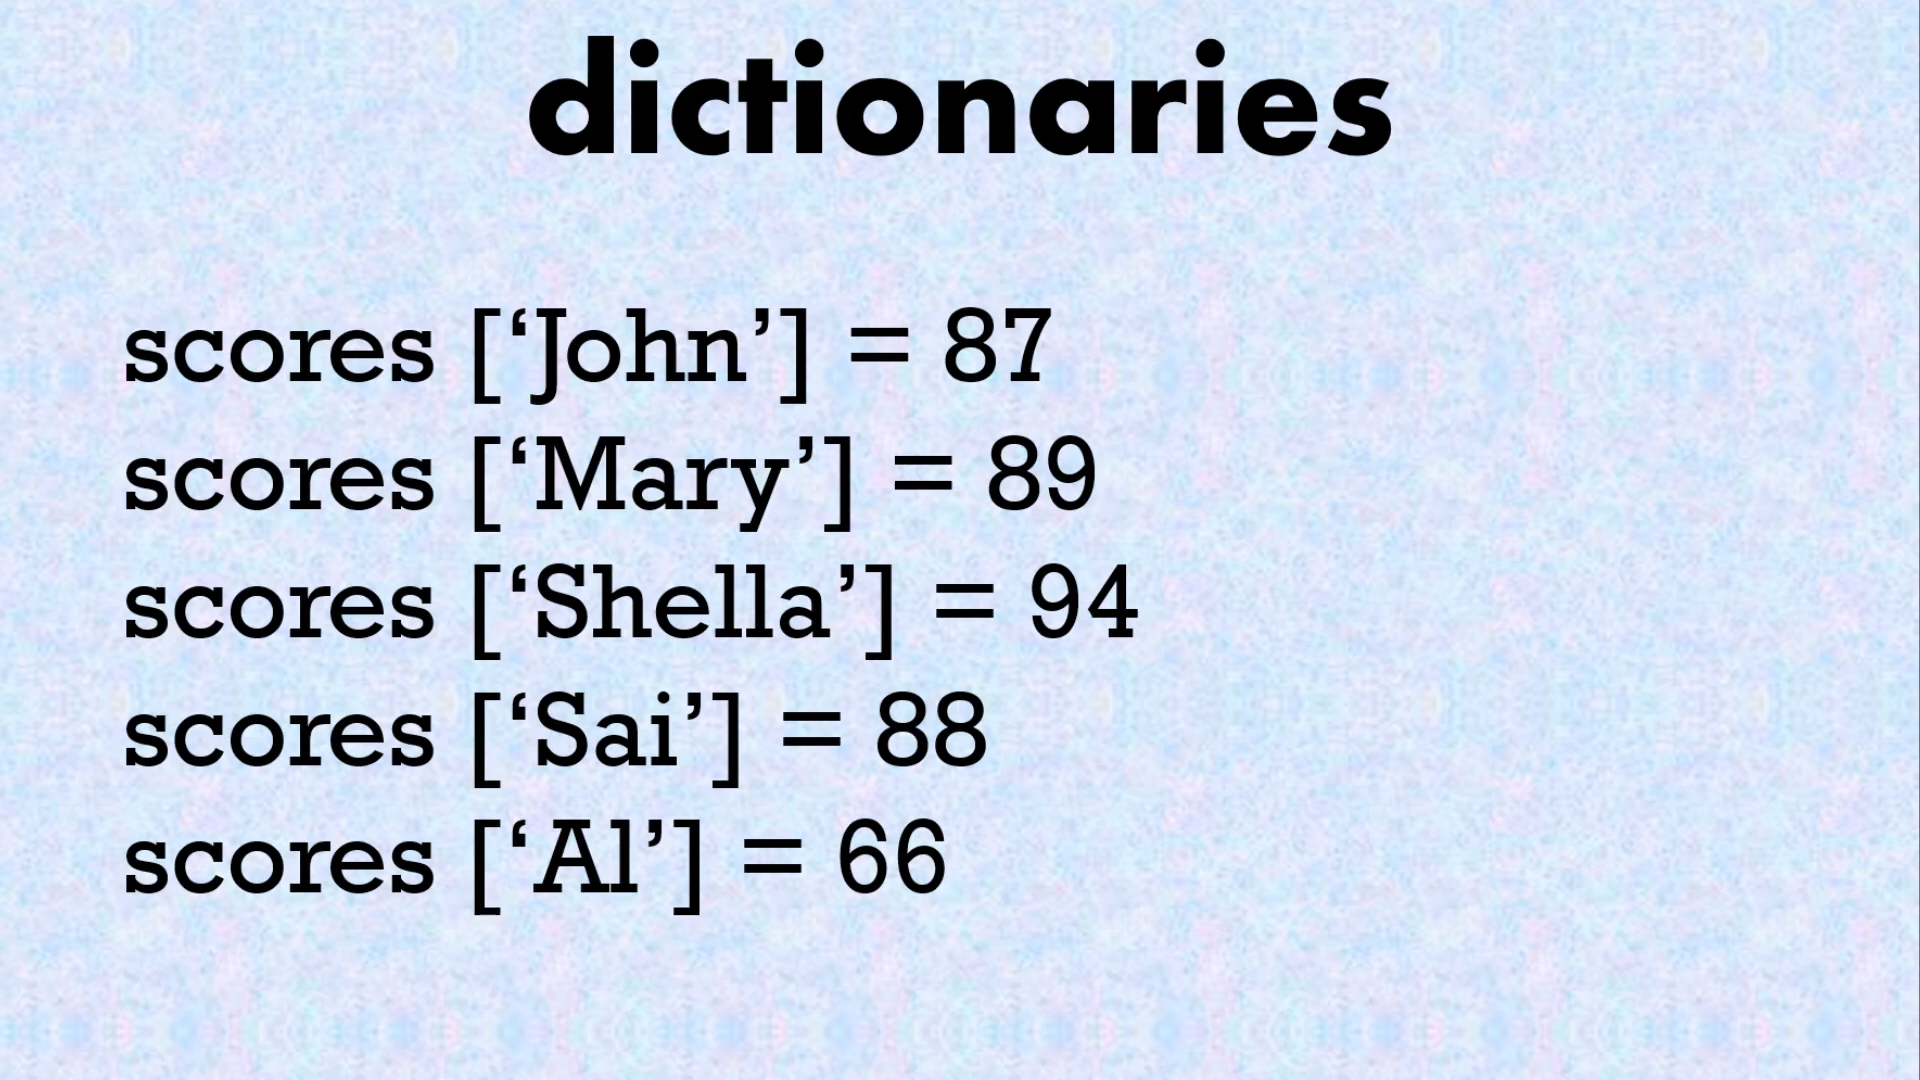 dictionaries
scores [‘John’] = 87
scores [‘Mary’] = 89
scores [‘Shella’] = 94
scores [‘Sai’] = 88
scores [‘Al’] = 66